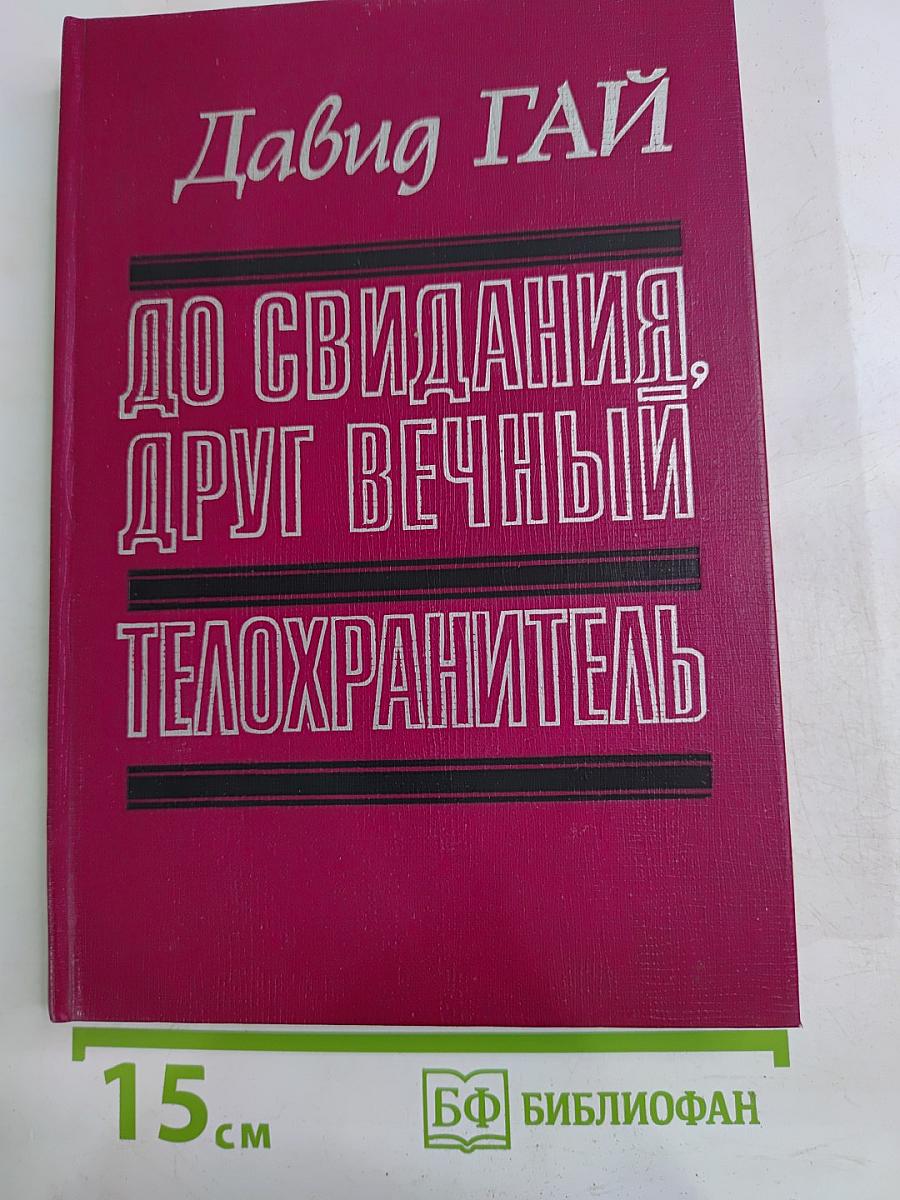 Давид ГАЙ
ДО СВИДАНИЯ,
ДРУГ ВЕЧНЫЙ
ТЕЛОХРАНИТЕЛЬ
15 см
БФ БИБЛИОФАН